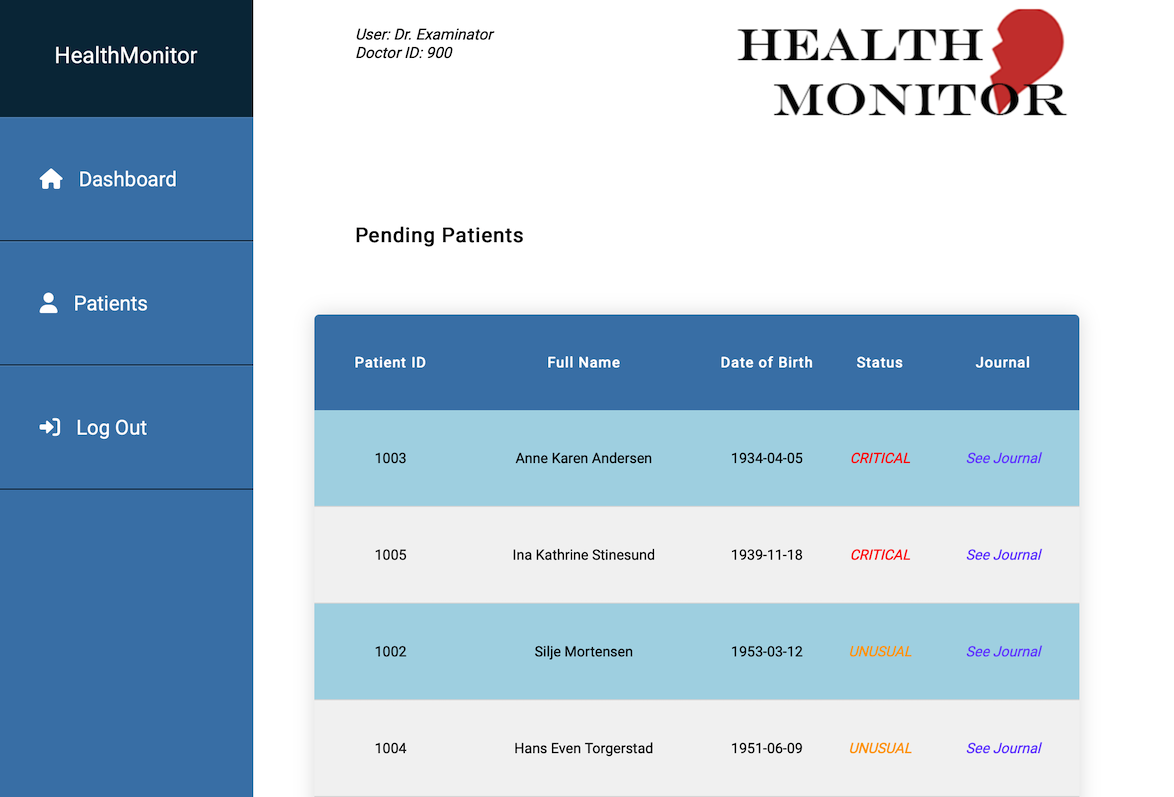 HealthMonitor
Dashboard
Patients
Log Out
User: Dr. Examinator
Doctor ID: 900
HEALTH
MONITOR
Pending Patients
Patient ID Full Name Date of Birth Status Journal
1003 Anne Karen Andersen 1934-04-05 CRITICAL See Journal
1005 Ina Kathrine Stinesund 1939-11-18 CRITICAL See Journal
1002 Silje Mortensen 1953-03-12 UNUSUAL See Journal
1004 Hans Even Torgerstad 1951-06-09 UNUSUAL See Journal